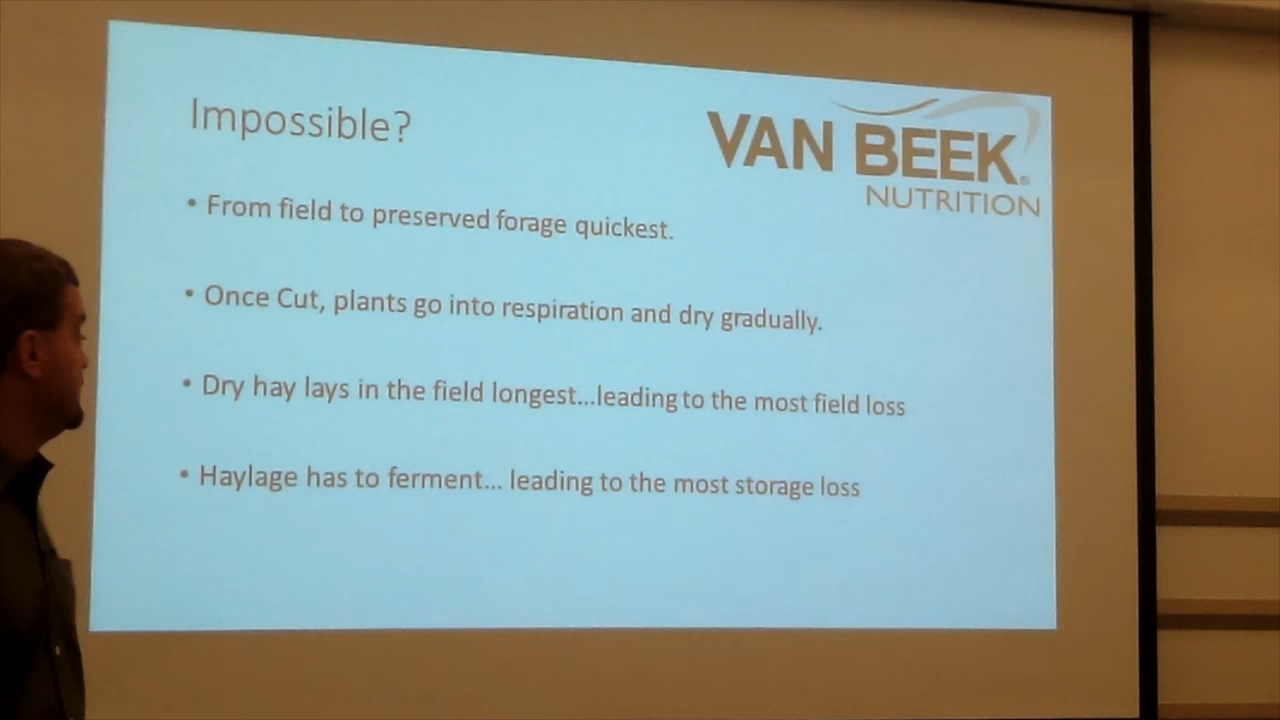 Impossible?
VAN BEEK®
NUTRITION
• From field to preserved forage quickest.
• Once Cut, plants go into respiration and dry gradually.
• Dry hay lays in the field longest...leading to the most field loss
• Haylage has to ferment... leading to the most storage loss